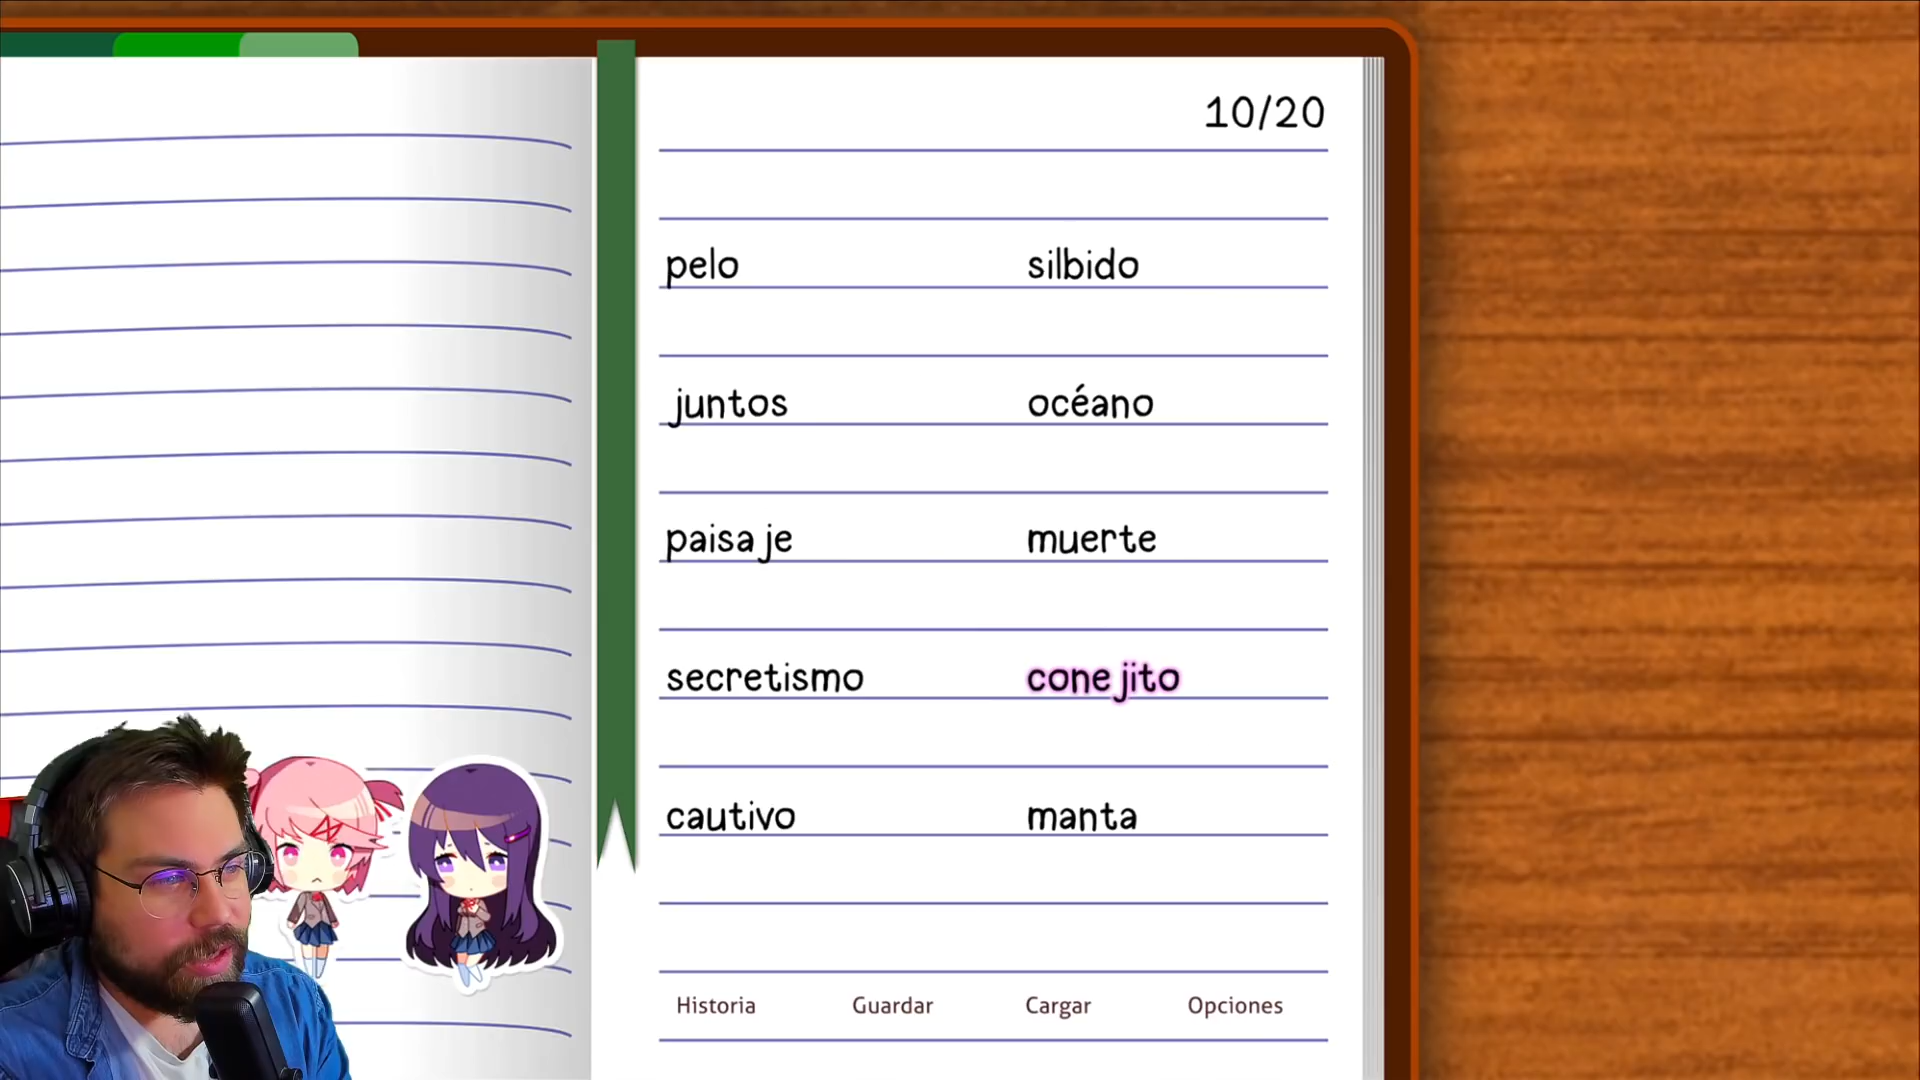 10/20
pelo silbido
juntos océano
paisaje muerte
secretismo conejito
cautivo manta
Historia Guardar Cargar Opciones